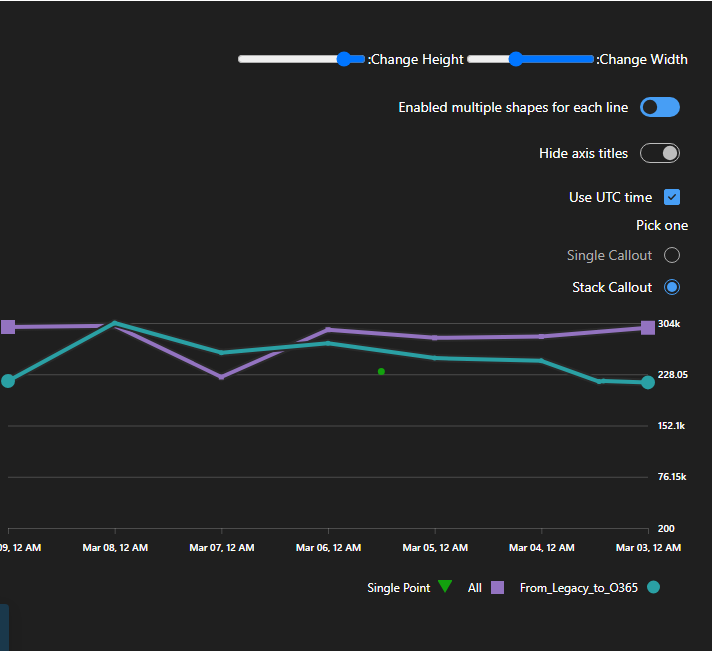 :Change Height :Change Width
Enabled multiple shapes for each line
Hide axis titles
Use UTC time
Pick one
Single Callout
Stack Callout
304k
228.05
152.1k
76.15k
200
09, 12 AM Mar 08, 12 AM Mar 07, 12 AM Mar 06, 12 AM Mar 05, 12 AM Mar 04, 12 AM Mar 03, 12 AM
Single Point All From_Legacy_to_O365